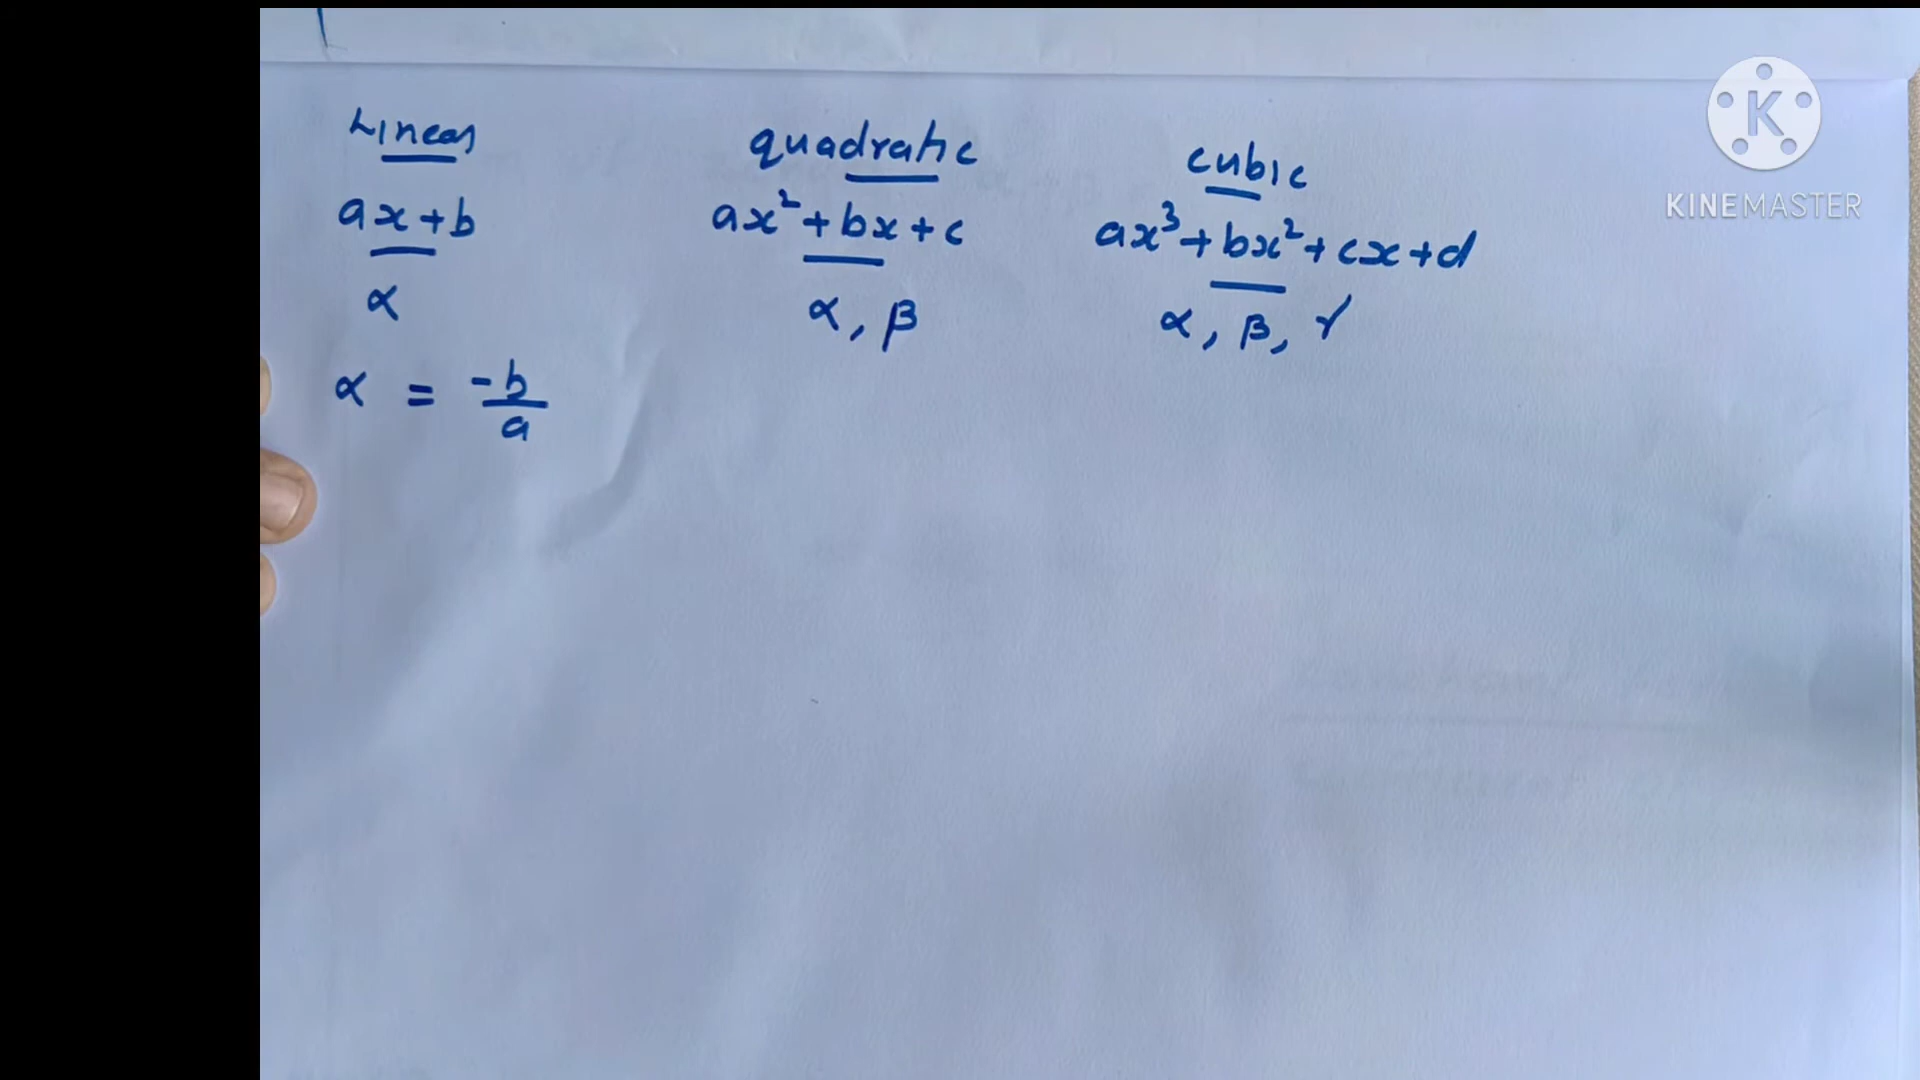 Linear
ax+b
α
α = -b/a
quadratic
ax²+bx+c
α, β
cubic
ax³+bx²+cx+d
α, β, γ
KINEMASTER